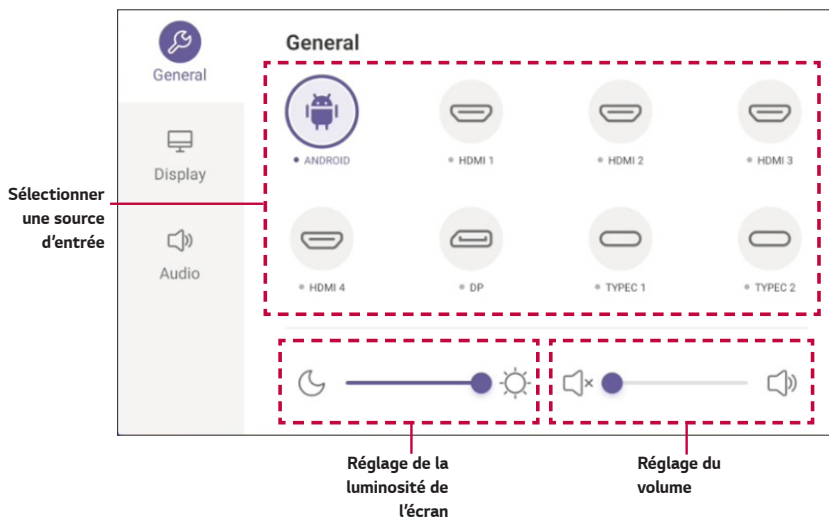 General
Display
Audio
General
• ANDROID
• HDMI 1
• HDMI 2
• HDMI 3
• HDMI 4
• DP
• TYPEC 1
• TYPEC 2
Sélectionner
une source
d'entrée
Réglage de la
luminosité de
l'écran
Réglage du
volume